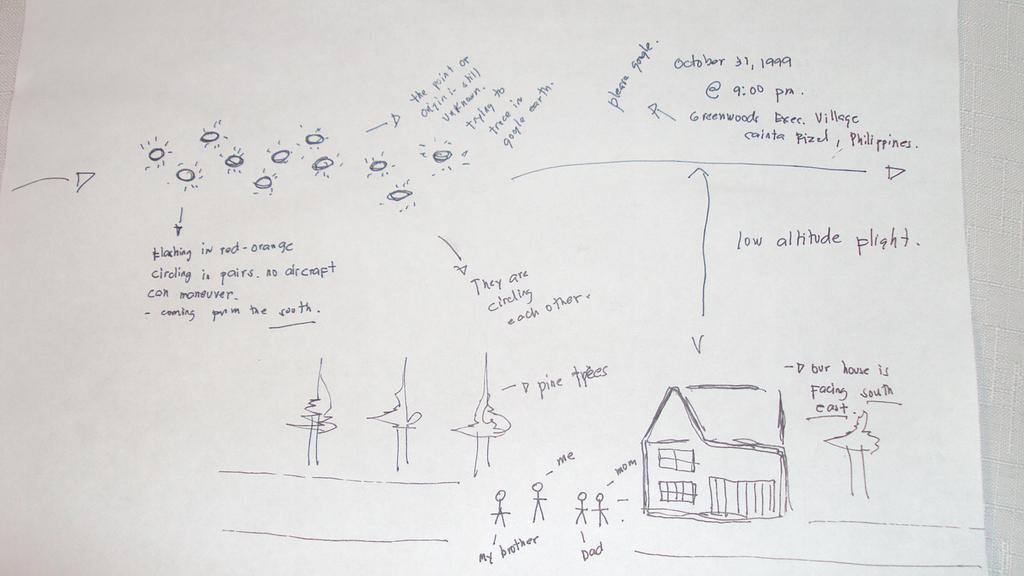 October 31, 1999
@ 9:00 pm.
Greenwoods Exec. Village
Cainta Rizal, Philippines.
please google.
the point or
origin is still
unknown.
trying to
trace in
google earth.
flashing in red-orange
circling in pairs. no aircraft
can maneuver.
- coming from the south.
They are
circling
each other.
low altitude plight.
pine trees
our house is
facing south
east.
me
mom
my brother
Dad